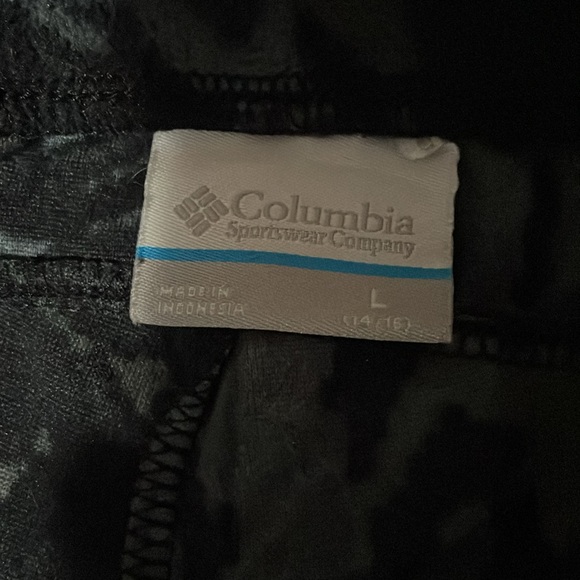 Columbia
Sportswear Company
MADE IN
INDONESIA
L
(14/16)